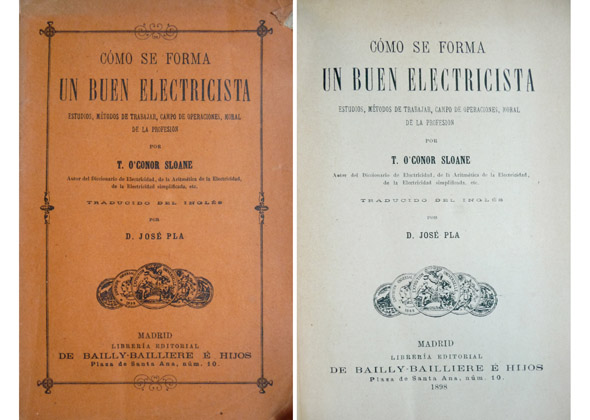 CÓMO SE FORMA
UN BUEN ELECTRICISTA
ESTUDIOS, MÉTODOS DE TRABAJAR, CAMPO DE OPERACIONES, MORAL
DE LA PROFESIÓN
POR
T. O'CONOR SLOANE
Autor del Diccionario de Electricidad, de la Aritmética de la Electricidad,
de la Electricidad simplificada, etc.
TRADUCIDO DEL INGLÉS
POR
D. JOSÉ PLA
MADRID
LIBRERÍA EDITORIAL
DE BAILLY-BAILLIERE É HIJOS
Plaza de Santa Ana, núm. 10.
CÓMO SE FORMA
UN BUEN ELECTRICISTA
ESTUDIOS, MÉTODOS DE TRABAJAR, CAMPO DE OPERACIONES, MORAL
DE LA PROFESIÓN
POR
T. O'CONOR SLOANE
Autor del Diccionario de Electricidad, de la Aritmética de la Electricidad,
de la Electricidad simplificada, etc.
TRADUCIDO DEL INGLÉS
POR
D. JOSÉ PLA
MADRID
LIBRERÍA EDITORIAL
DE BAILLY-BAILLIERE É HIJOS
Plaza de Santa Ana, núm. 10.
1898